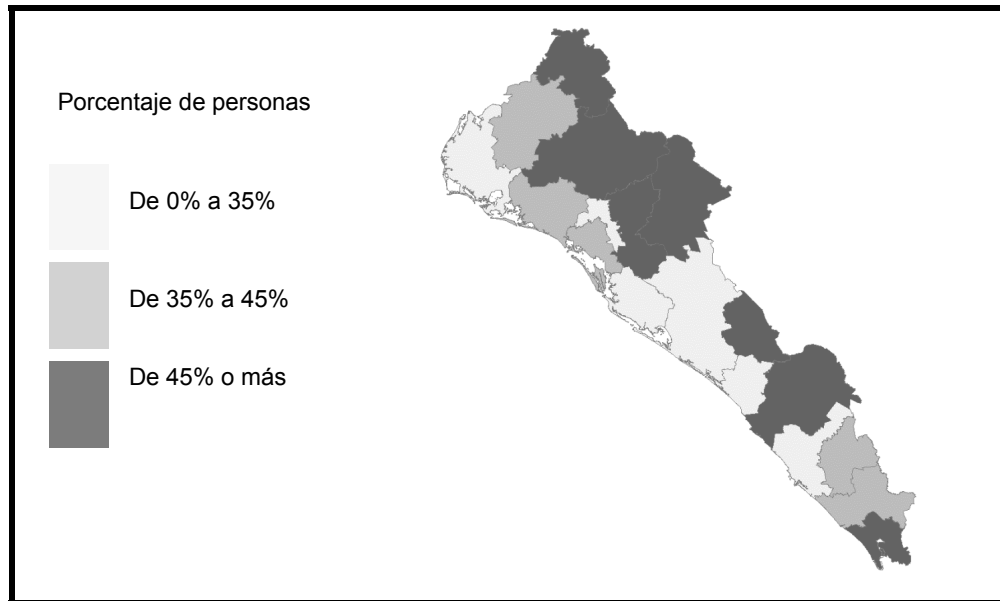 Porcentaje de personas
De 0% a 35%
De 35% a 45%
De 45% o más